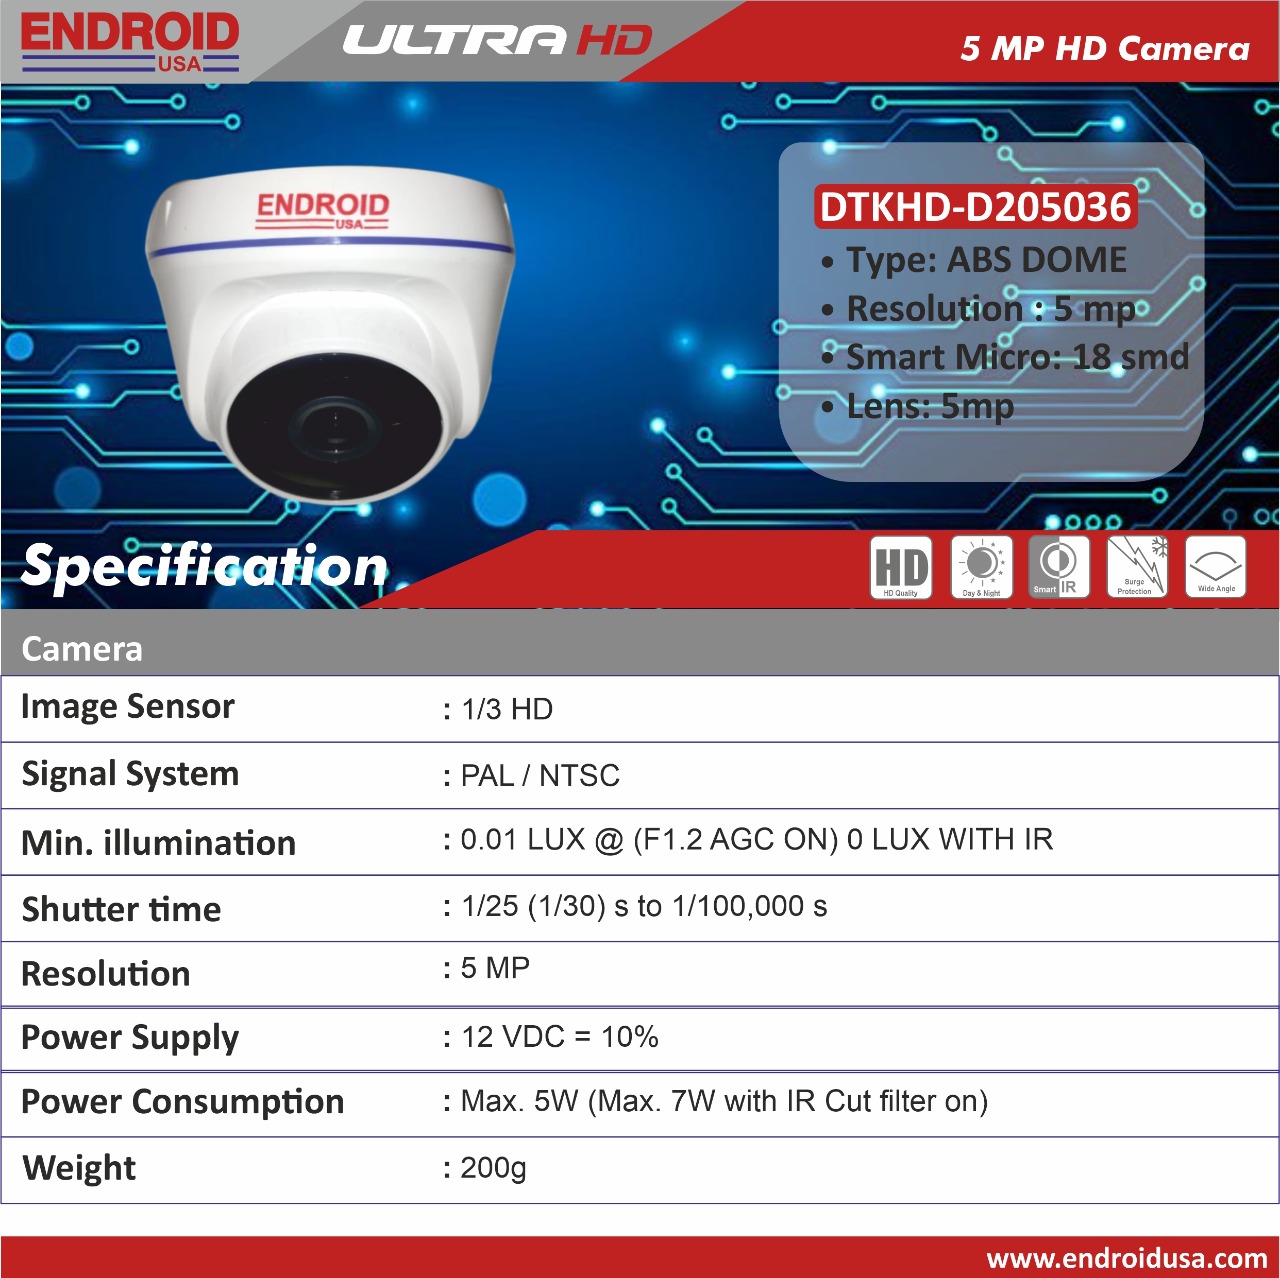 ENDROID
USA
ULTRA HD
5 MP HD Camera
ENDROID
USA
DTKHD-D205036
• Type: ABS DOME
• Resolution : 5 mp
• Smart Micro: 18 smd
• Lens: 5mp
Specification
HD
HD Quality
Day & Night
Smart IR
Surge
Protection
Wide Angle
Camera
Image Sensor : 1/3 HD
Signal System : PAL / NTSC
Min. illumination : 0.01 LUX @ (F1.2 AGC ON) 0 LUX WITH IR
Shutter time : 1/25 (1/30) s to 1/100,000 s
Resolution : 5 MP
Power Supply : 12 VDC = 10%
Power Consumption : Max. 5W (Max. 7W with IR Cut filter on)
Weight : 200g
www.endroidusa.com